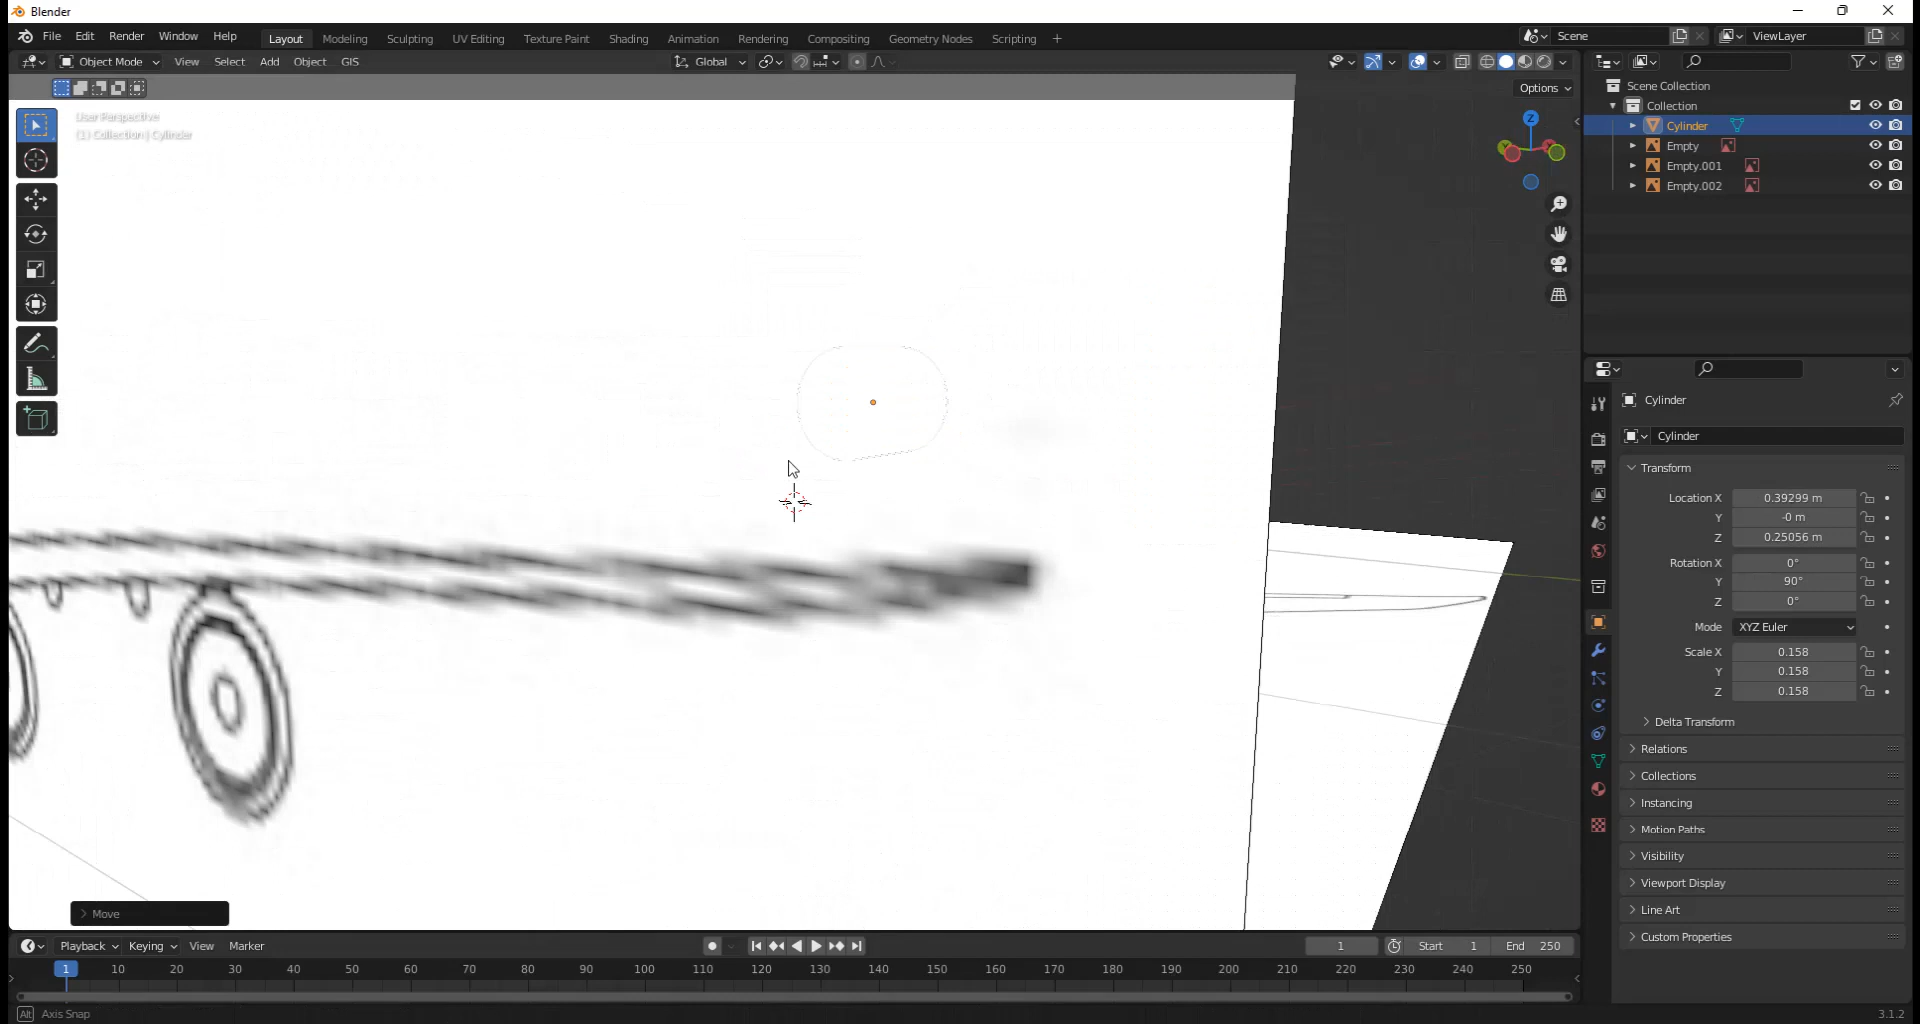 Blender
File Edit Render Window Help
Layout Modeling Sculpting UV Editing Texture Paint Shading Animation Rendering Compositing Geometry Nodes Scripting +
Scene
ViewLayer
Object Mode View Select Add Object GIS
Global
Options
User Perspective
(1) Collection | Cylinder
Z
Y
Scene Collection
Collection
Cylinder
Empty
Empty.001
Empty.002
Cylinder
Cylinder
Transform
Location X 0.39299 m
Y -0 m
Z 0.25056 m
Rotation X 0°
Y 90°
Z 0°
Mode XYZ Euler
Scale X 0.158
Y 0.158
Z 0.158
Delta Transform
Relations
Collections
Instancing
Motion Paths
Visibility
Viewport Display
Line Art
Custom Properties
Move
Playback Keying View Marker
1 Start 1 End 250
1 10 20 30 40 50 60 70 80 90 100 110 120 130 140 150 160 170 180 190 200 210 220 230 240 250
Alt Axis Snap
3.1.2